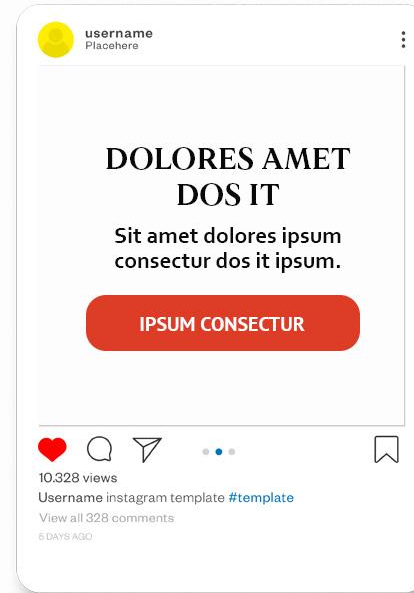 username
Placehere
DOLORES AMET
DOS IT
Sit amet dolores ipsum
consectur dos it ipsum.
IPSUM CONSECTUR
10.328 views
Username instagram template #template
View all 328 comments
5 DAYS AGO